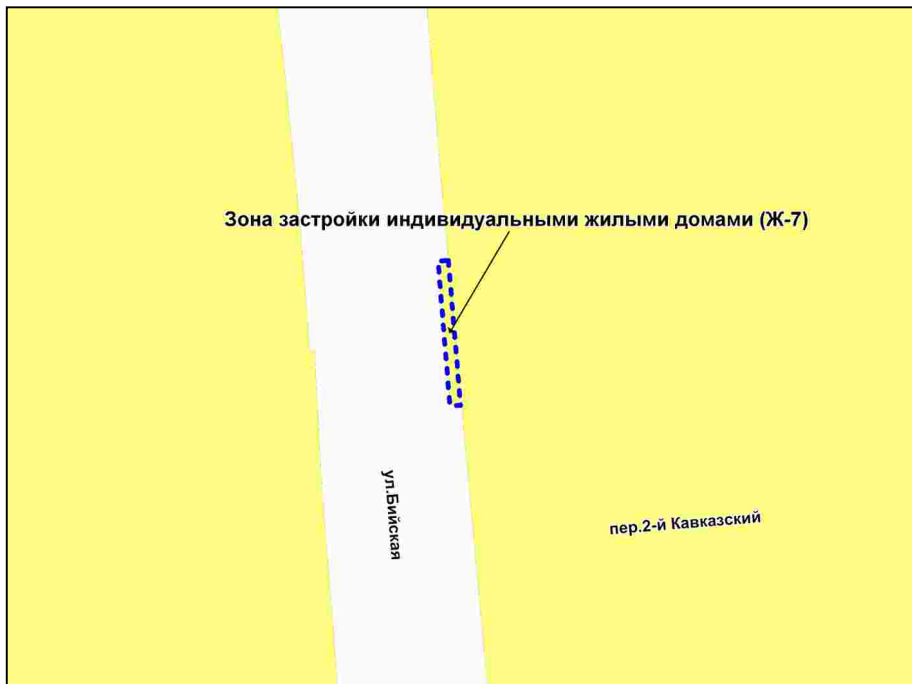 Зона застройки индивидуальными жилыми домами (Ж-7)
ул.Бийская
пер.2-й Кавказский